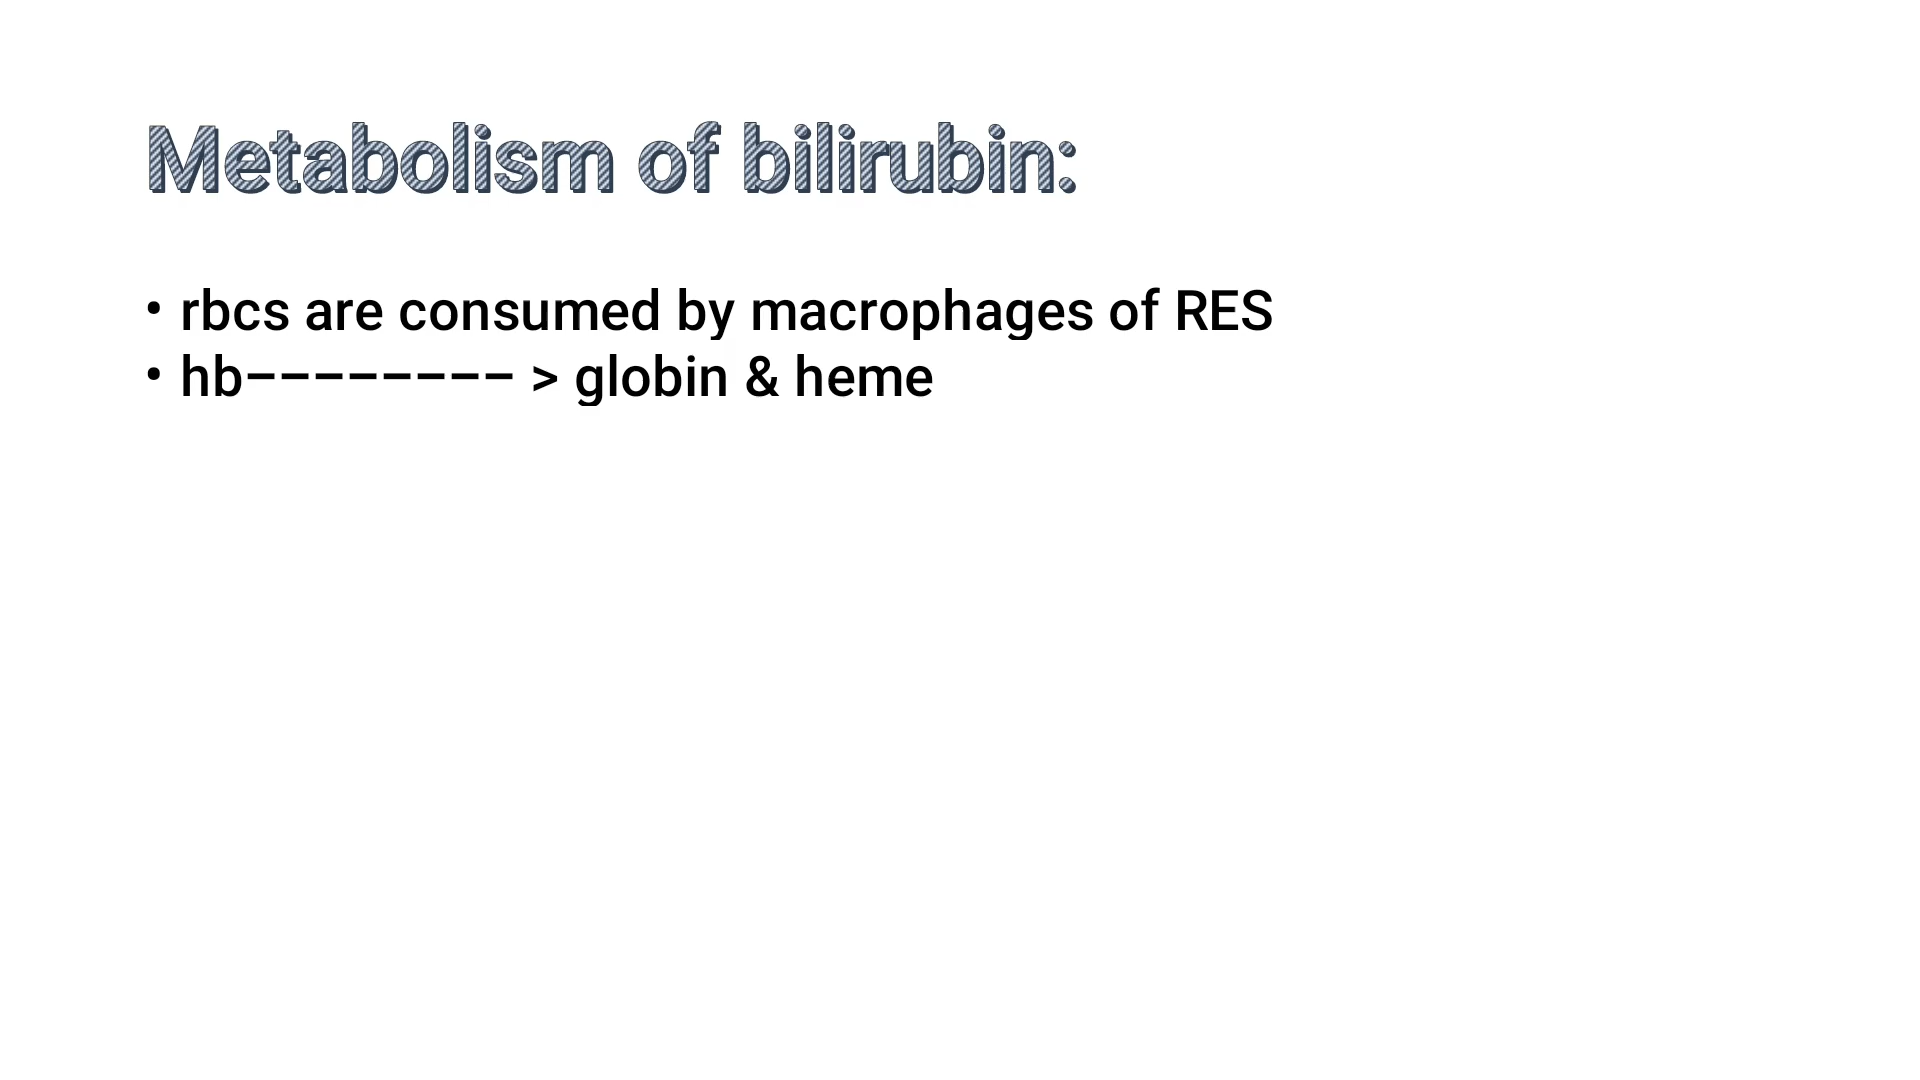 Metabolism of bilirubin:
• rbcs are consumed by macrophages of RES
• hb–––––––– > globin & heme